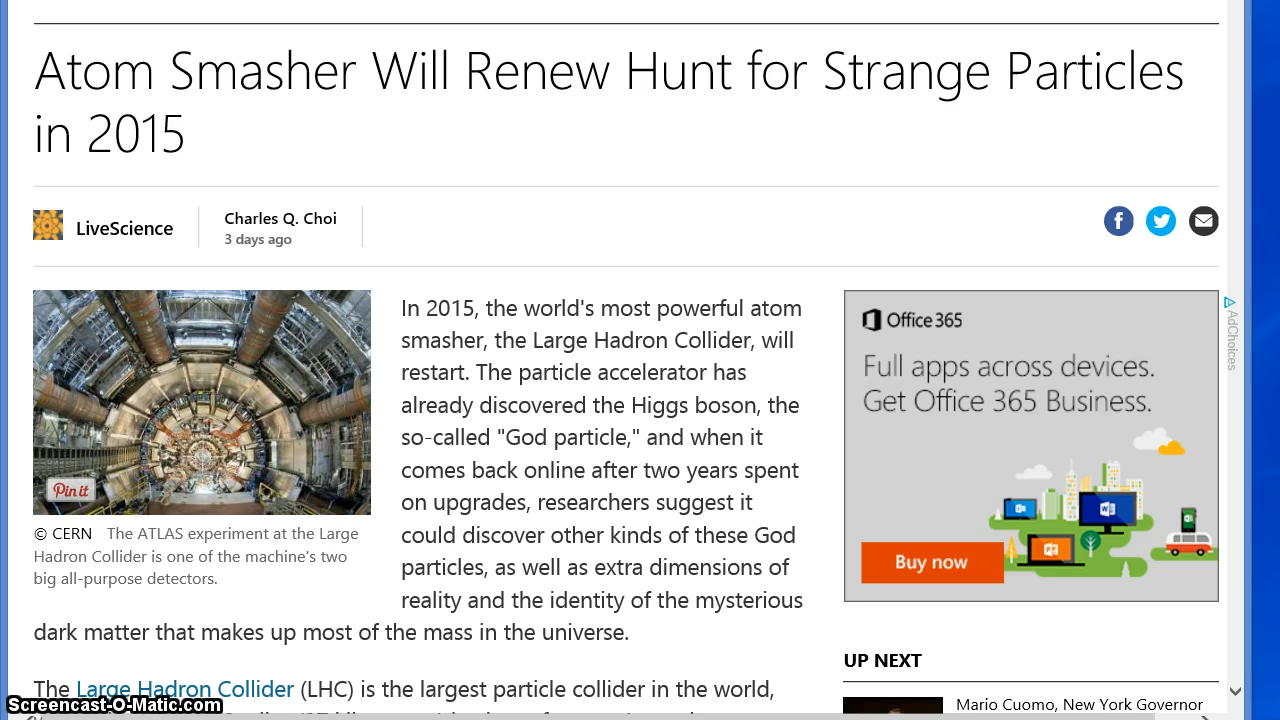 Atom Smasher Will Renew Hunt for Strange Particles
in 2015
LiveScience
Charles Q. Choi
3 days ago
Pin it
© CERN The ATLAS experiment at the Large
Hadron Collider is one of the machine's two
big all-purpose detectors.
In 2015, the world's most powerful atom
smasher, the Large Hadron Collider, will
restart. The particle accelerator has
already discovered the Higgs boson, the
so-called "God particle," and when it
comes back online after two years spent
on upgrades, researchers suggest it
could discover other kinds of these God
particles, as well as extra dimensions of
reality and the identity of the mysterious
dark matter that makes up most of the mass in the universe.
The Large Hadron Collider (LHC) is the largest particle collider in the world,
Office 365
Full apps across devices.
Get Office 365 Business.
Buy now
AdChoices
UP NEXT
Mario Cuomo, New York Governor
Screencast-O-Matic.com